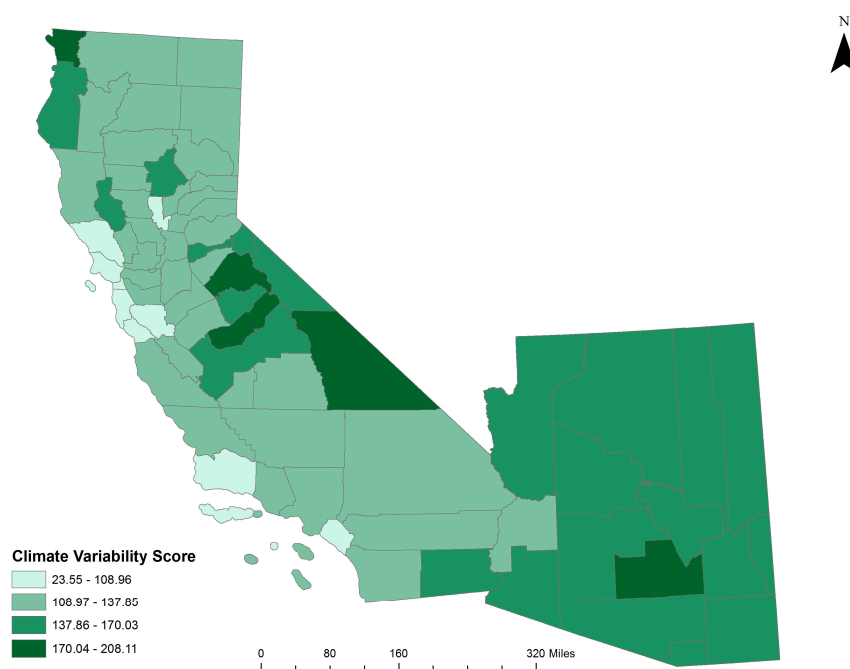 N
Climate Variability Score
23.55 - 108.96
108.97 - 137.85
137.86 - 170.03
170.04 - 208.11
0 80 160 320 Miles